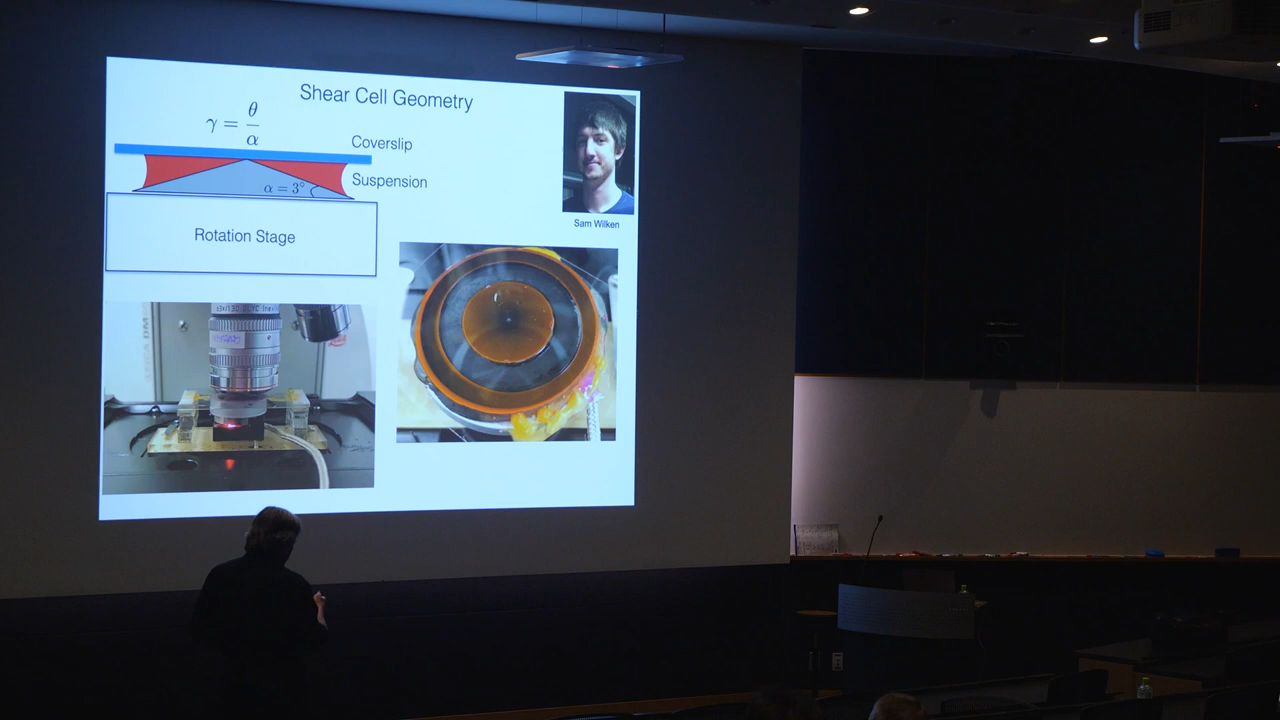 Shear Cell Geometry
γ = θ/α
Coverslip
Suspension
α = 3°
Rotation Stage
Sam Wilken